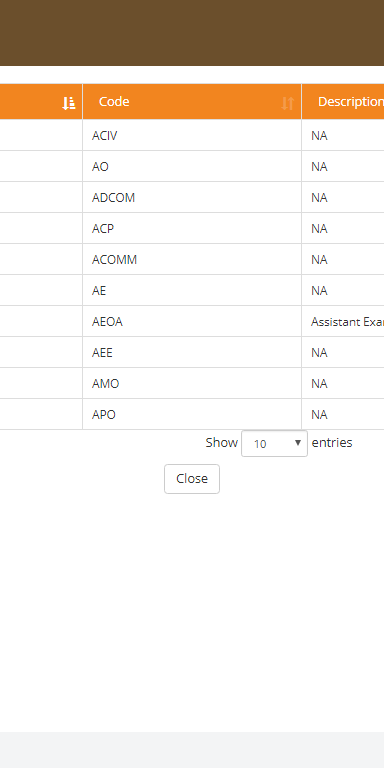 Code Description
ACIV NA
AO NA
ADCOM NA
ACP NA
ACOMM NA
AE NA
AEOA Assistant Exa
AEE NA
AMO NA
APO NA
Show 10 entries
Close